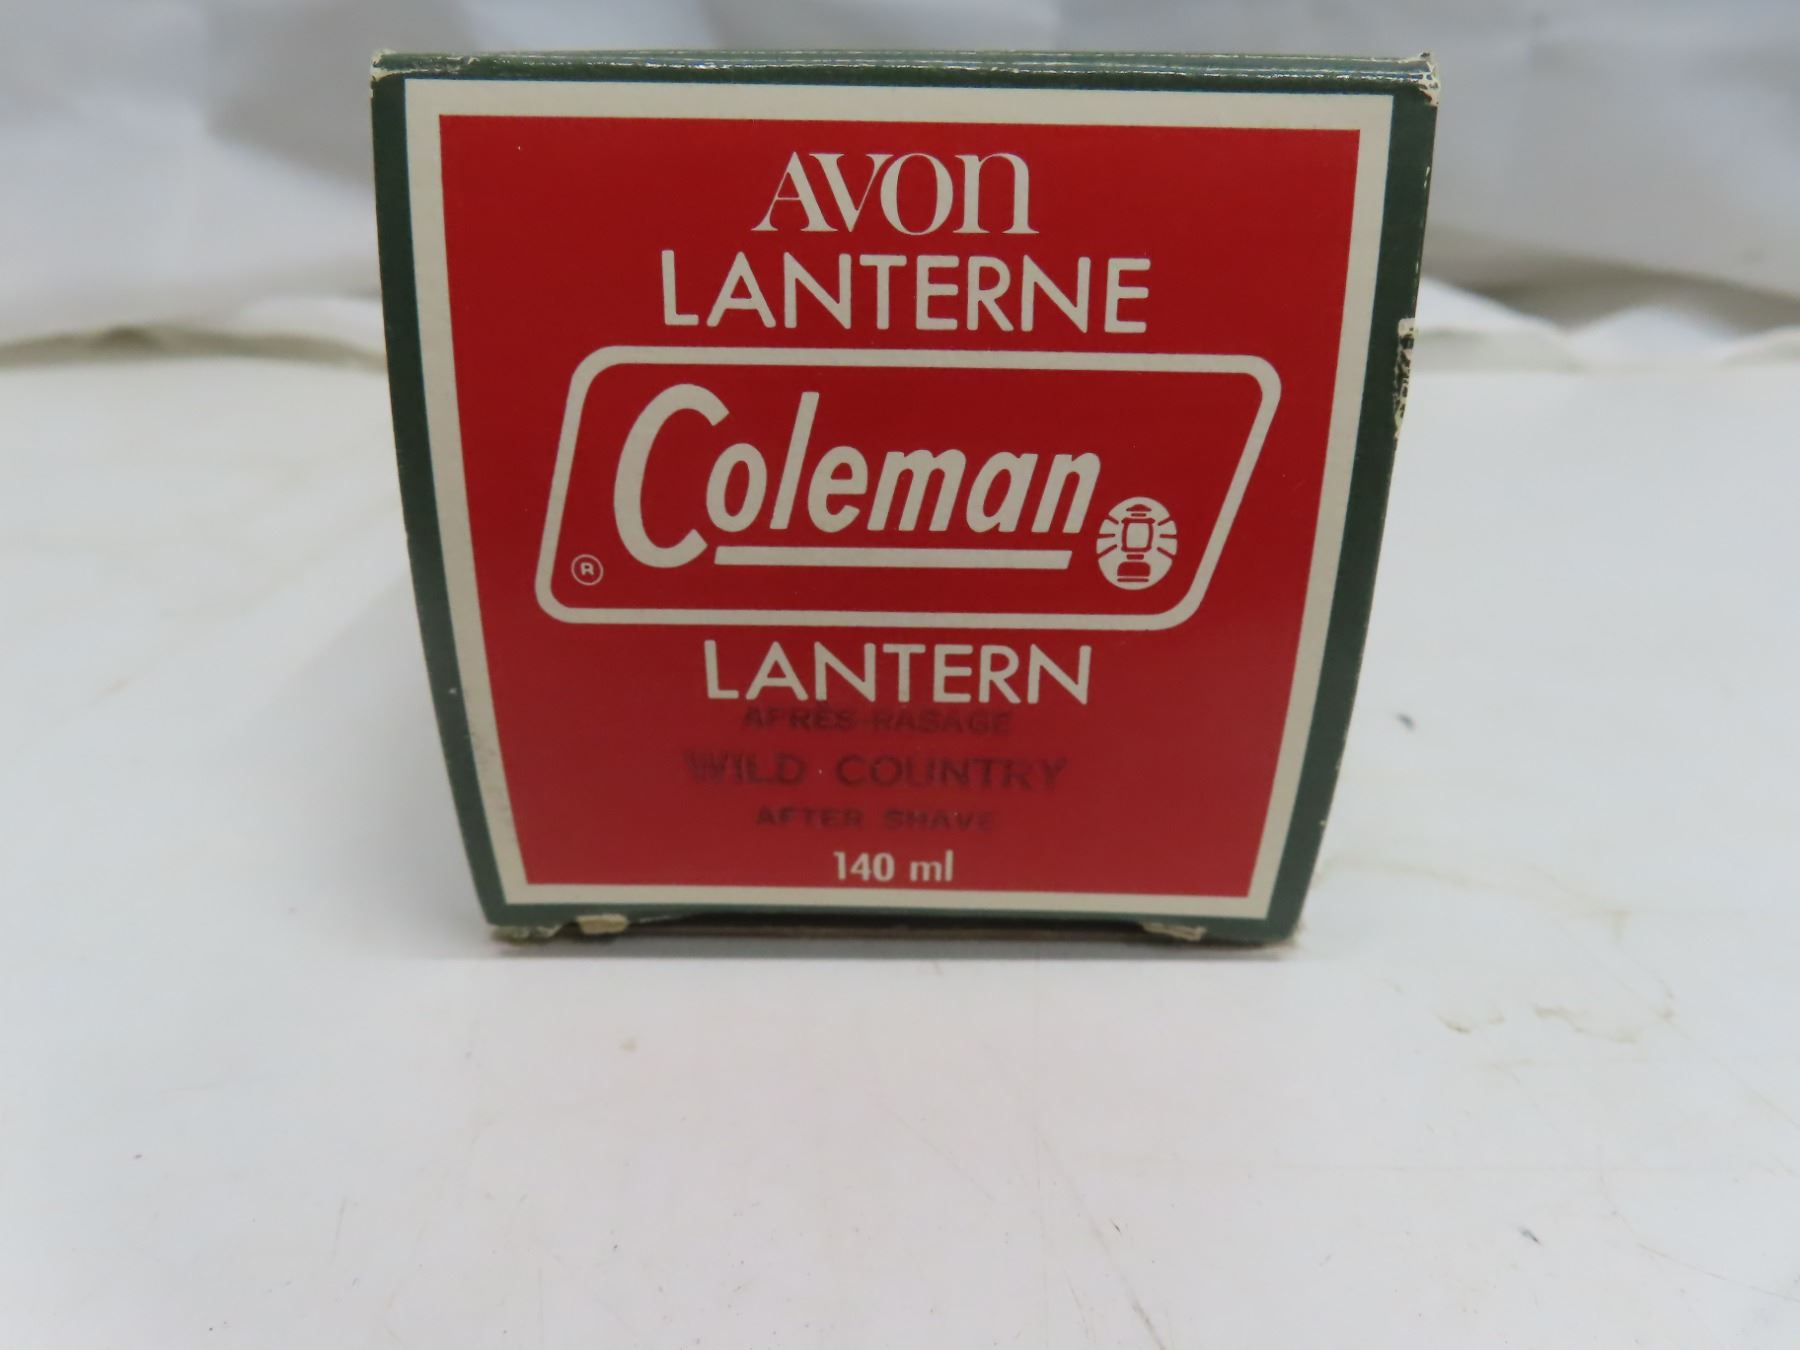 AVON
LANTERNE
Coleman
®
LANTERN
APRÈS-RASAGE
WILD COUNTRY
AFTER SHAVE
140 ml